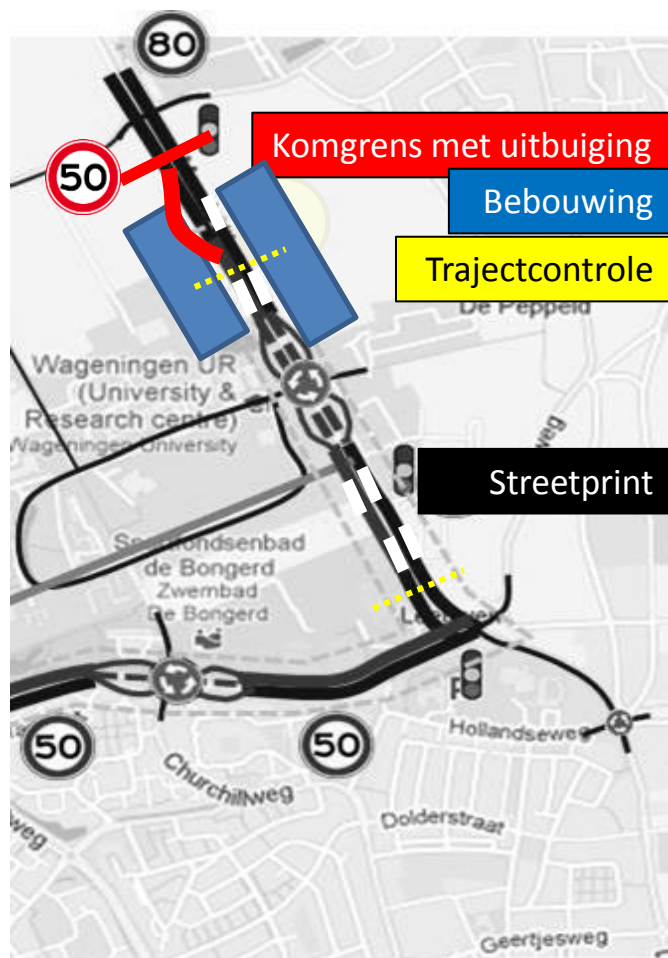 80
50
Komgrens met uitbuiging
Bebouwing
Trajectcontrole
De Peppeld
Wageningen UR
(University &
Research centre)
Wageningen University
Streetprint
de Bongerd
Zwembad
De Bongerd
50
50
Hollandseweg
Churchillweg
Dolderstraat
weg
Geertjesweg